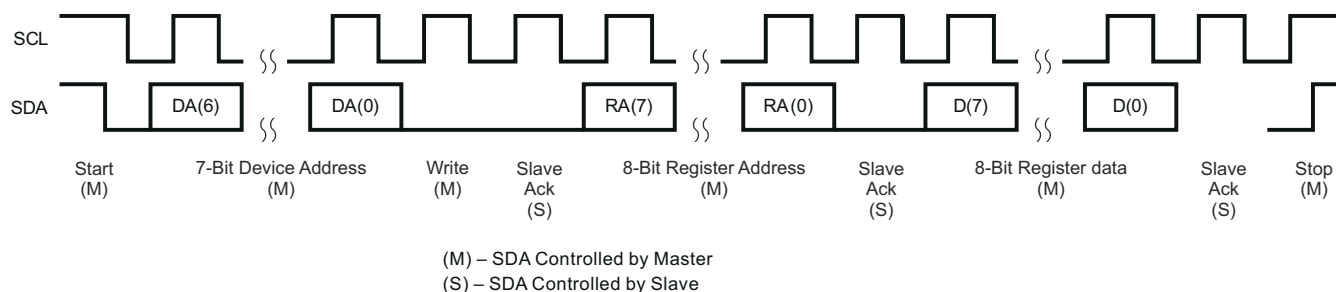 SCL
SDA
DA(6)
DA(0)
RA(7)
RA(0)
D(7)
D(0)
Start
(M)
7-Bit Device Address
(M)
Write
(M)
Slave
Ack
(S)
8-Bit Register Address
(M)
Slave
Ack
(S)
8-Bit Register data
(M)
Slave
Ack
(S)
Stop
(M)
(M) – SDA Controlled by Master
(S) – SDA Controlled by Slave